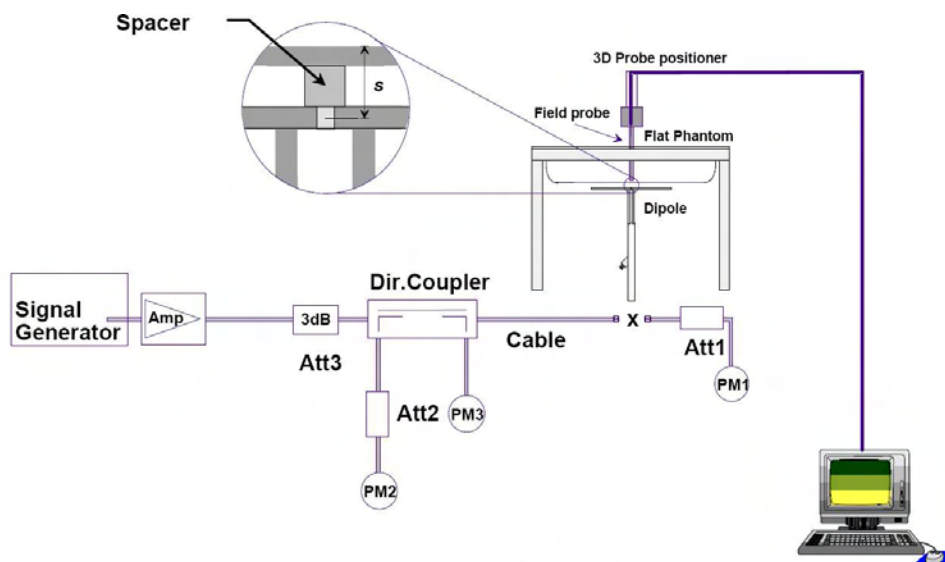 Spacer
s
3D Probe positioner
Field probe
Flat Phantom
Dipole
Signal
Generator
Amp
3dB
Att3
Dir.Coupler
Att2
PM3
PM2
Cable
X
Att1
PM1